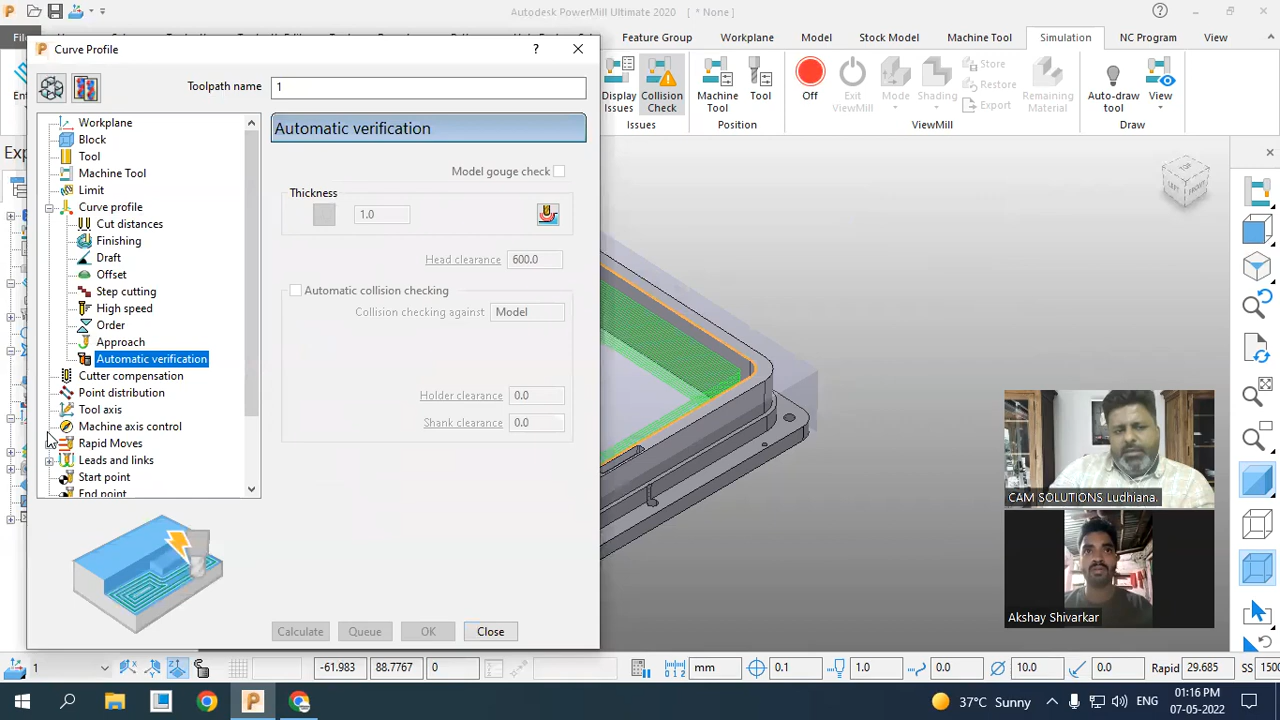 Autodesk PowerMill Ultimate 2020 [ * None ]
Feature Group Workplane Model Stock Model Machine Tool Simulation NC Program View
Curve Profile
Toolpath name 1
Workplane
Block
Tool
Machine Tool
Limit
Curve profile
Cut distances
Finishing
Draft
Offset
Step cutting
High speed
Order
Approach
Automatic verification
Cutter compensation
Point distribution
Tool axis
Machine axis control
Rapid Moves
Leads and links
Start point
End point
Automatic verification
Model gouge check
Thickness
1.0
Head clearance 600.0
Automatic collision checking
Collision checking against Model
Holder clearance 0.0
Shank clearance 0.0
Calculate Queue OK Close
Display Issues
Collision Check
Issues
Machine Tool
Tool
Position
Off
Exit ViewMill
Mode
Shading
Store
Restore
Export
Remaining Material
ViewMill
Auto-draw tool
View
Draw
LEFT
FRONT
CAM SOLUTIONS Ludhiana.
Akshay Shivarkar
1 -61.983 88.7767 0 mm 0.1 1.0 0.0 10.0 0.0 Rapid 29.685 SS 1500
37°C Sunny ENG 01:16 PM
07-05-2022